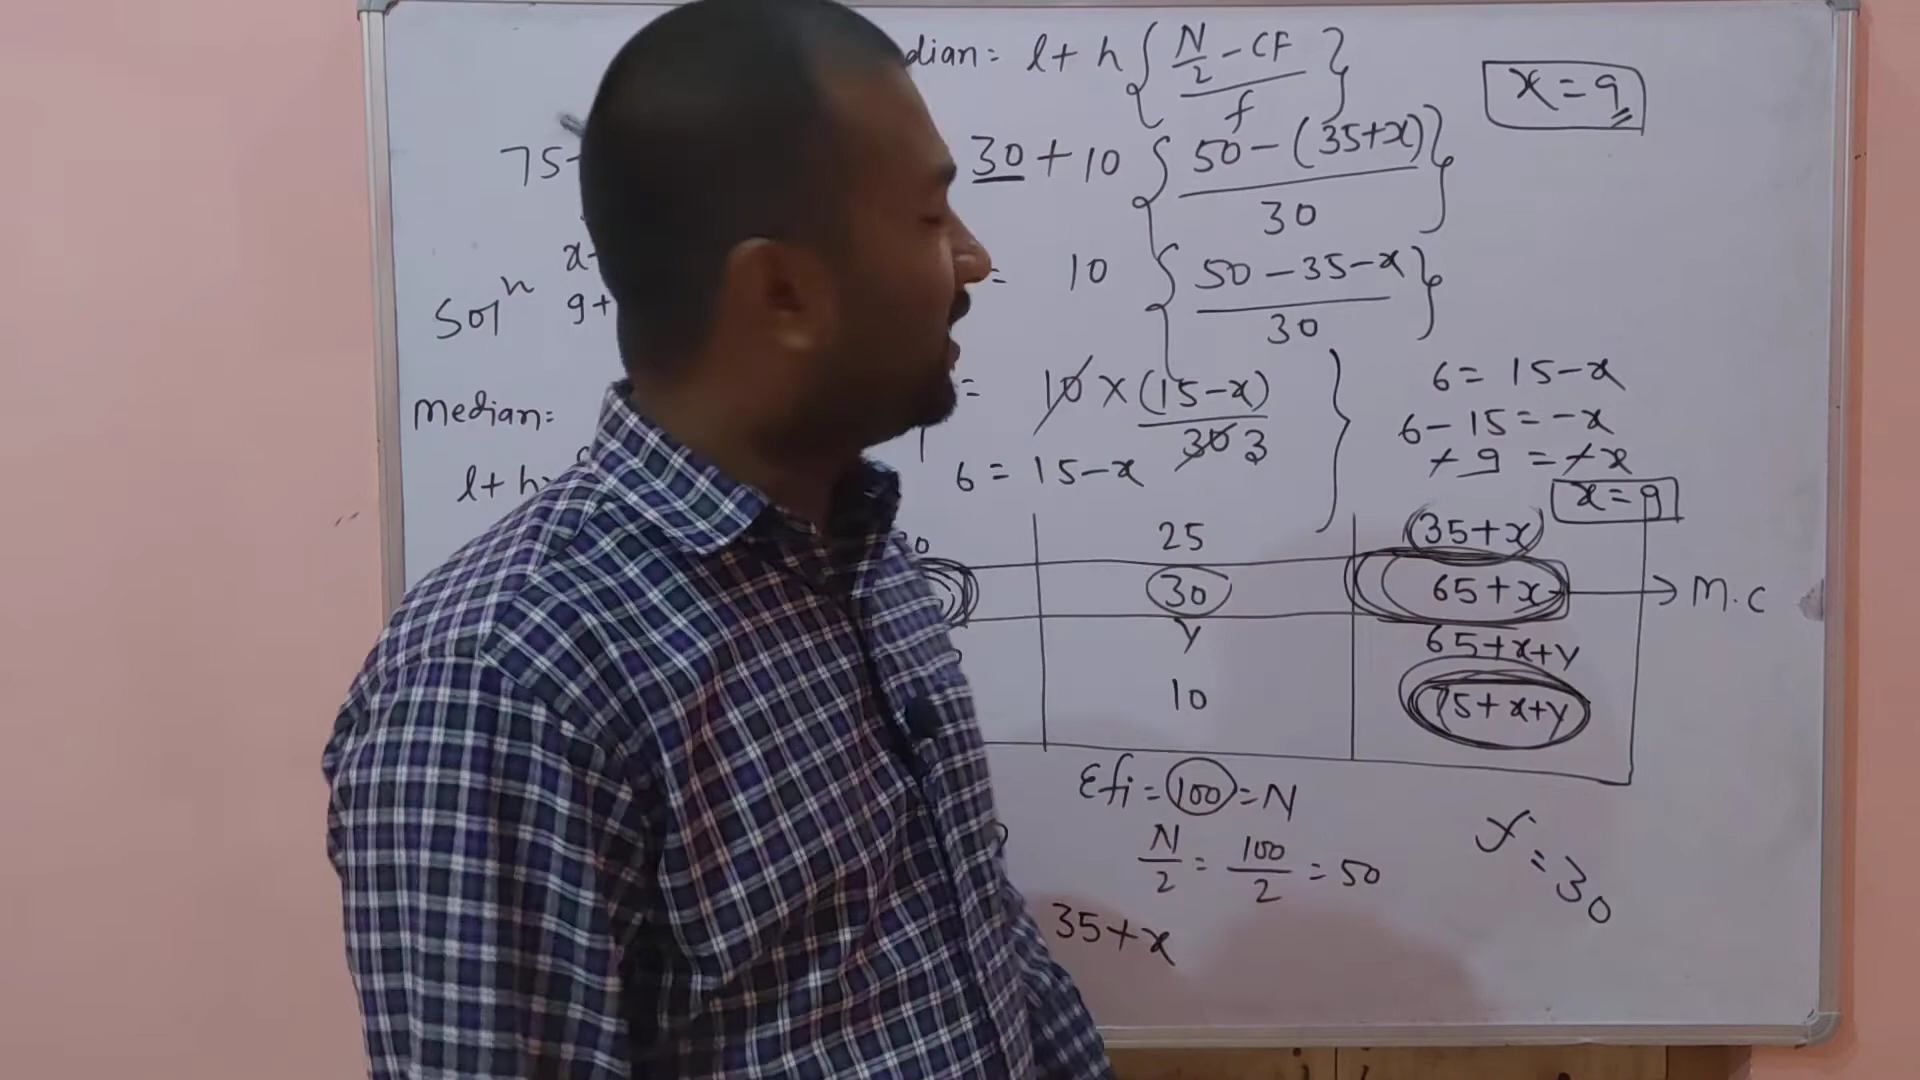 dian = l + h { N/2 - CF / f }
x = 9
75-
30 + 10 { 50 - (35+x) / 30 }
x-
= 10 { 50 - 35 - x / 30 }
Solⁿ 9+
= 10 × (15-x) / 30 3
6 = 15-x
Median:
6 - 15 = -x
l + h
6 = 15-x
+ 9 = + x
x = 9
25 35+x
30 65+x → M.C
y 65+x+y
10 75+x+y
Σfi = 100 = N
N/2 = 100/2 = 50
y = 30
35+x